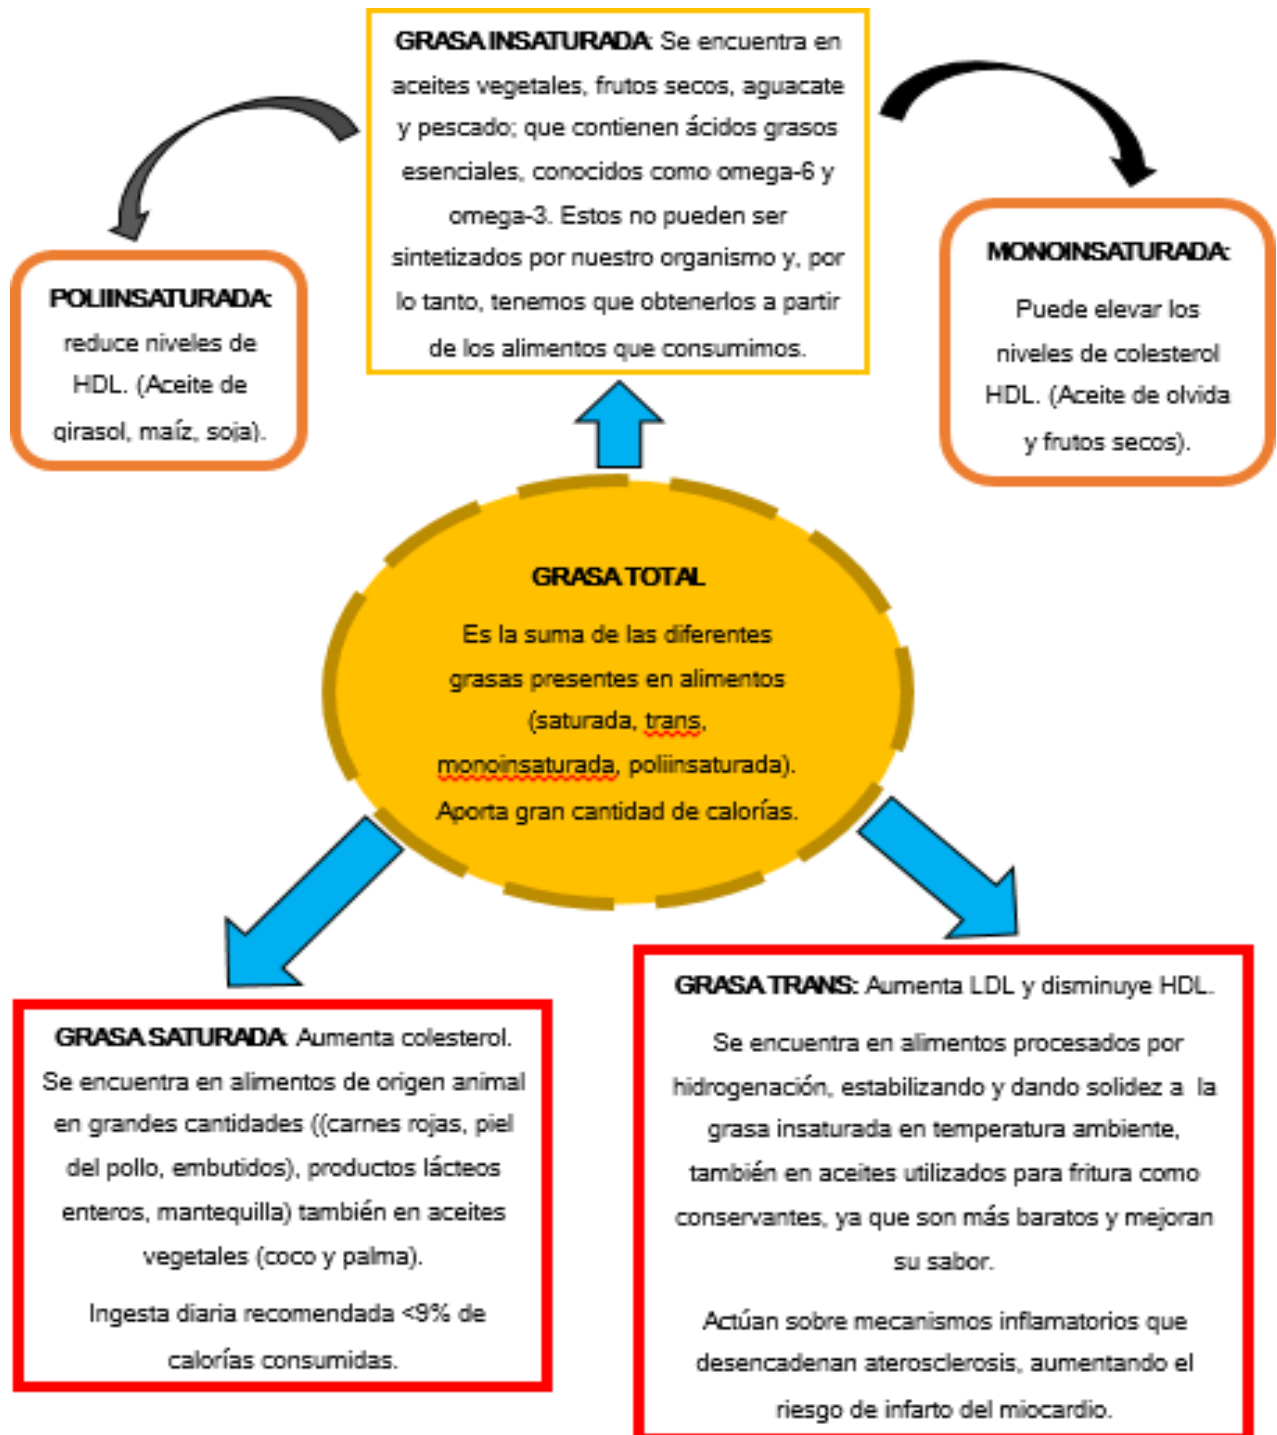 GRASA INSATURADA: Se encuentra en
aceites vegetales, frutos secos, aguacate
y pescado; que contienen ácidos grasos
esenciales, conocidos como omega-6 y
omega-3. Estos no pueden ser
sintetizados por nuestro organismo y, por
lo tanto, tenemos que obtenerlos a partir
de los alimentos que consumimos.
POLIINSATURADA:
reduce niveles de
HDL. (Aceite de
girasol, maíz, soja).
MONOINSATURADA:
Puede elevar los
niveles de colesterol
HDL. (Aceite de olvida
y frutos secos).
GRASA TOTAL
Es la suma de las diferentes
grasas presentes en alimentos
(saturada, trans,
monoinsaturada, poliinsaturada).
Aporta gran cantidad de calorías.
GRASA SATURADA: Aumenta colesterol.
Se encuentra en alimentos de origen animal
en grandes cantidades ((carnes rojas, piel
del pollo, embutidos), productos lácteos
enteros, mantequilla) también en aceites
vegetales (coco y palma).
Ingesta diaria recomendada <9% de
calorías consumidas.
GRASA TRANS: Aumenta LDL y disminuye HDL.
Se encuentra en alimentos procesados por
hidrogenación, estabilizando y dando solidez a la
grasa insaturada en temperatura ambiente,
también en aceites utilizados para fritura como
conservantes, ya que son más baratos y mejoran
su sabor.
Actúan sobre mecanismos inflamatorios que
desencadenan aterosclerosis, aumentando el
riesgo de infarto del miocardio.